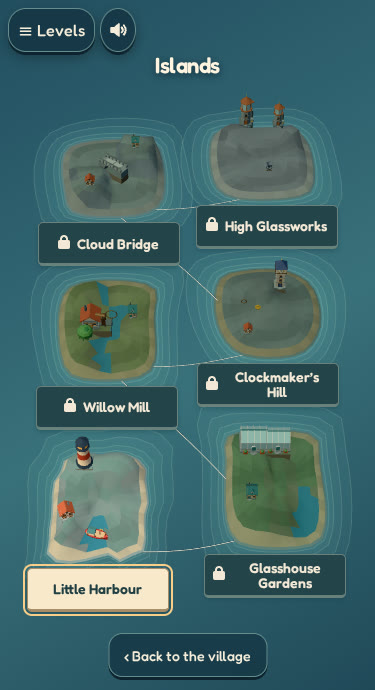 Levels
Islands
High Glassworks
Cloud Bridge
Clockmaker's
Hill
Willow Mill
Glasshouse
Gardens
Little Harbour
Back to the village